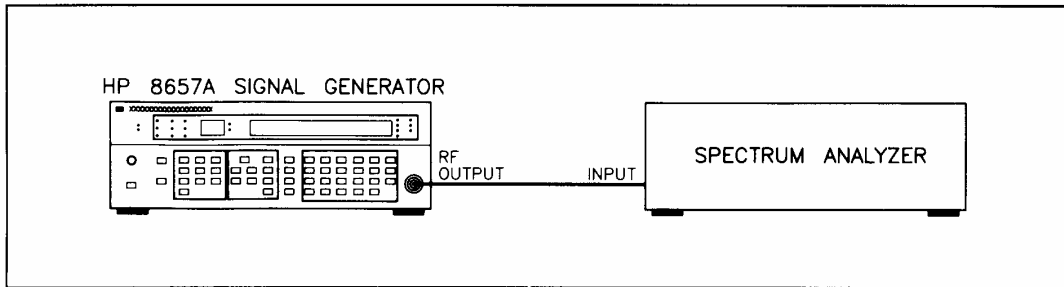 HP 8657A SIGNAL GENERATOR
RF
OUTPUT
INPUT
SPECTRUM ANALYZER